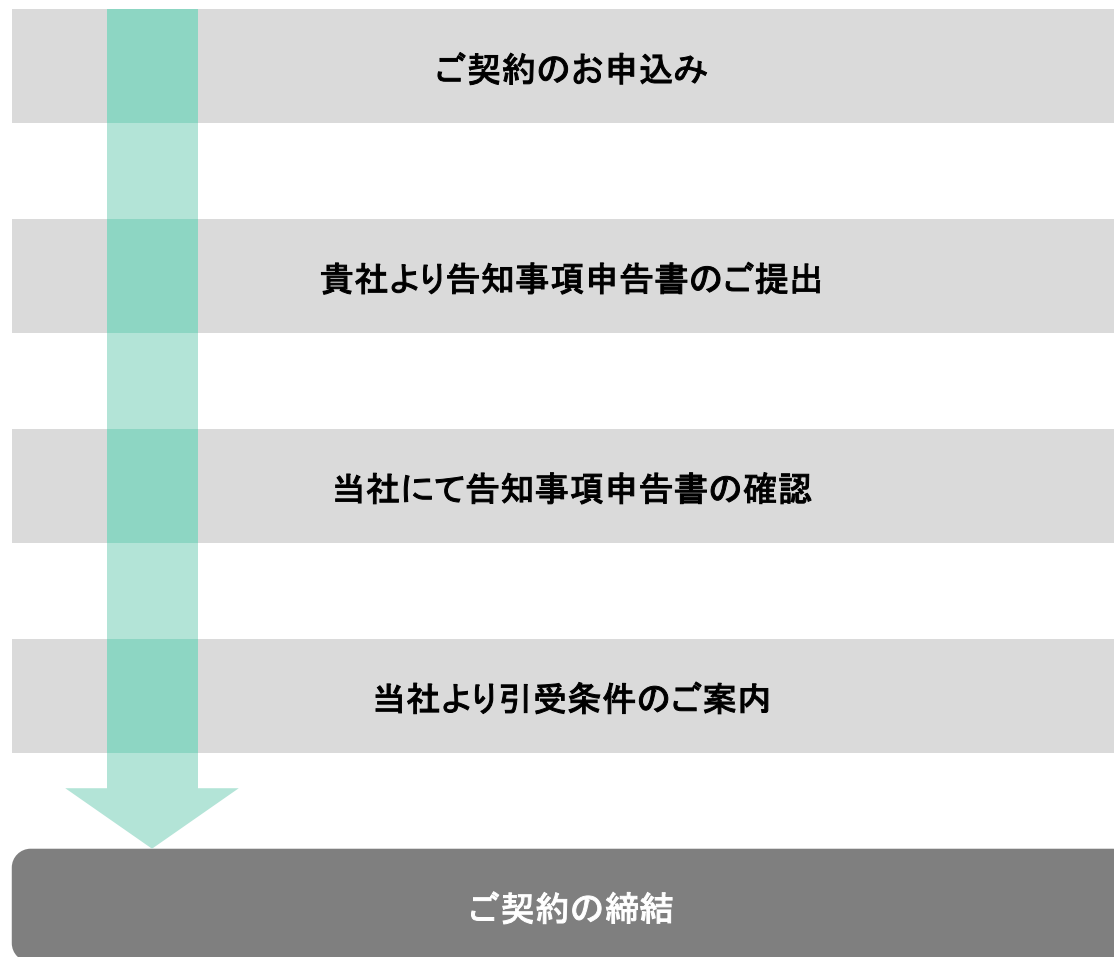 ご契約のお申込み
貴社より告知事項申告書のご提出
当社にて告知事項申告書の確認
当社より引受条件のご案内
ご契約の締結